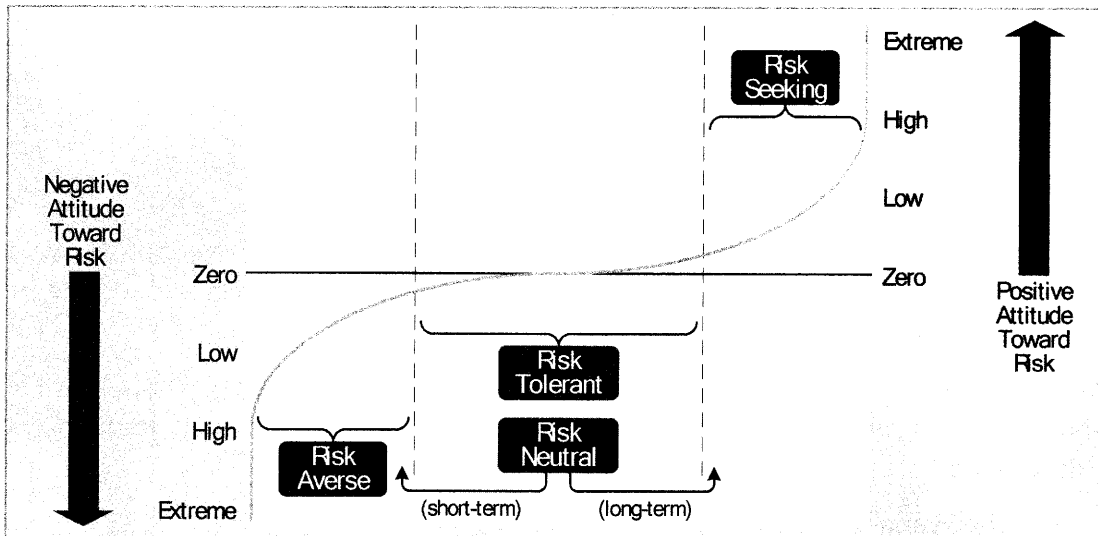 Extreme
Risk
Seeking
High
Negative
Attitude
Toward
Risk
Low
Zero
Zero
Positive
Attitude
Toward
Risk
Low
Risk
Tolerant
High
Risk
Neutral
Risk
Averse
(short-term)
(long-term)
Extreme